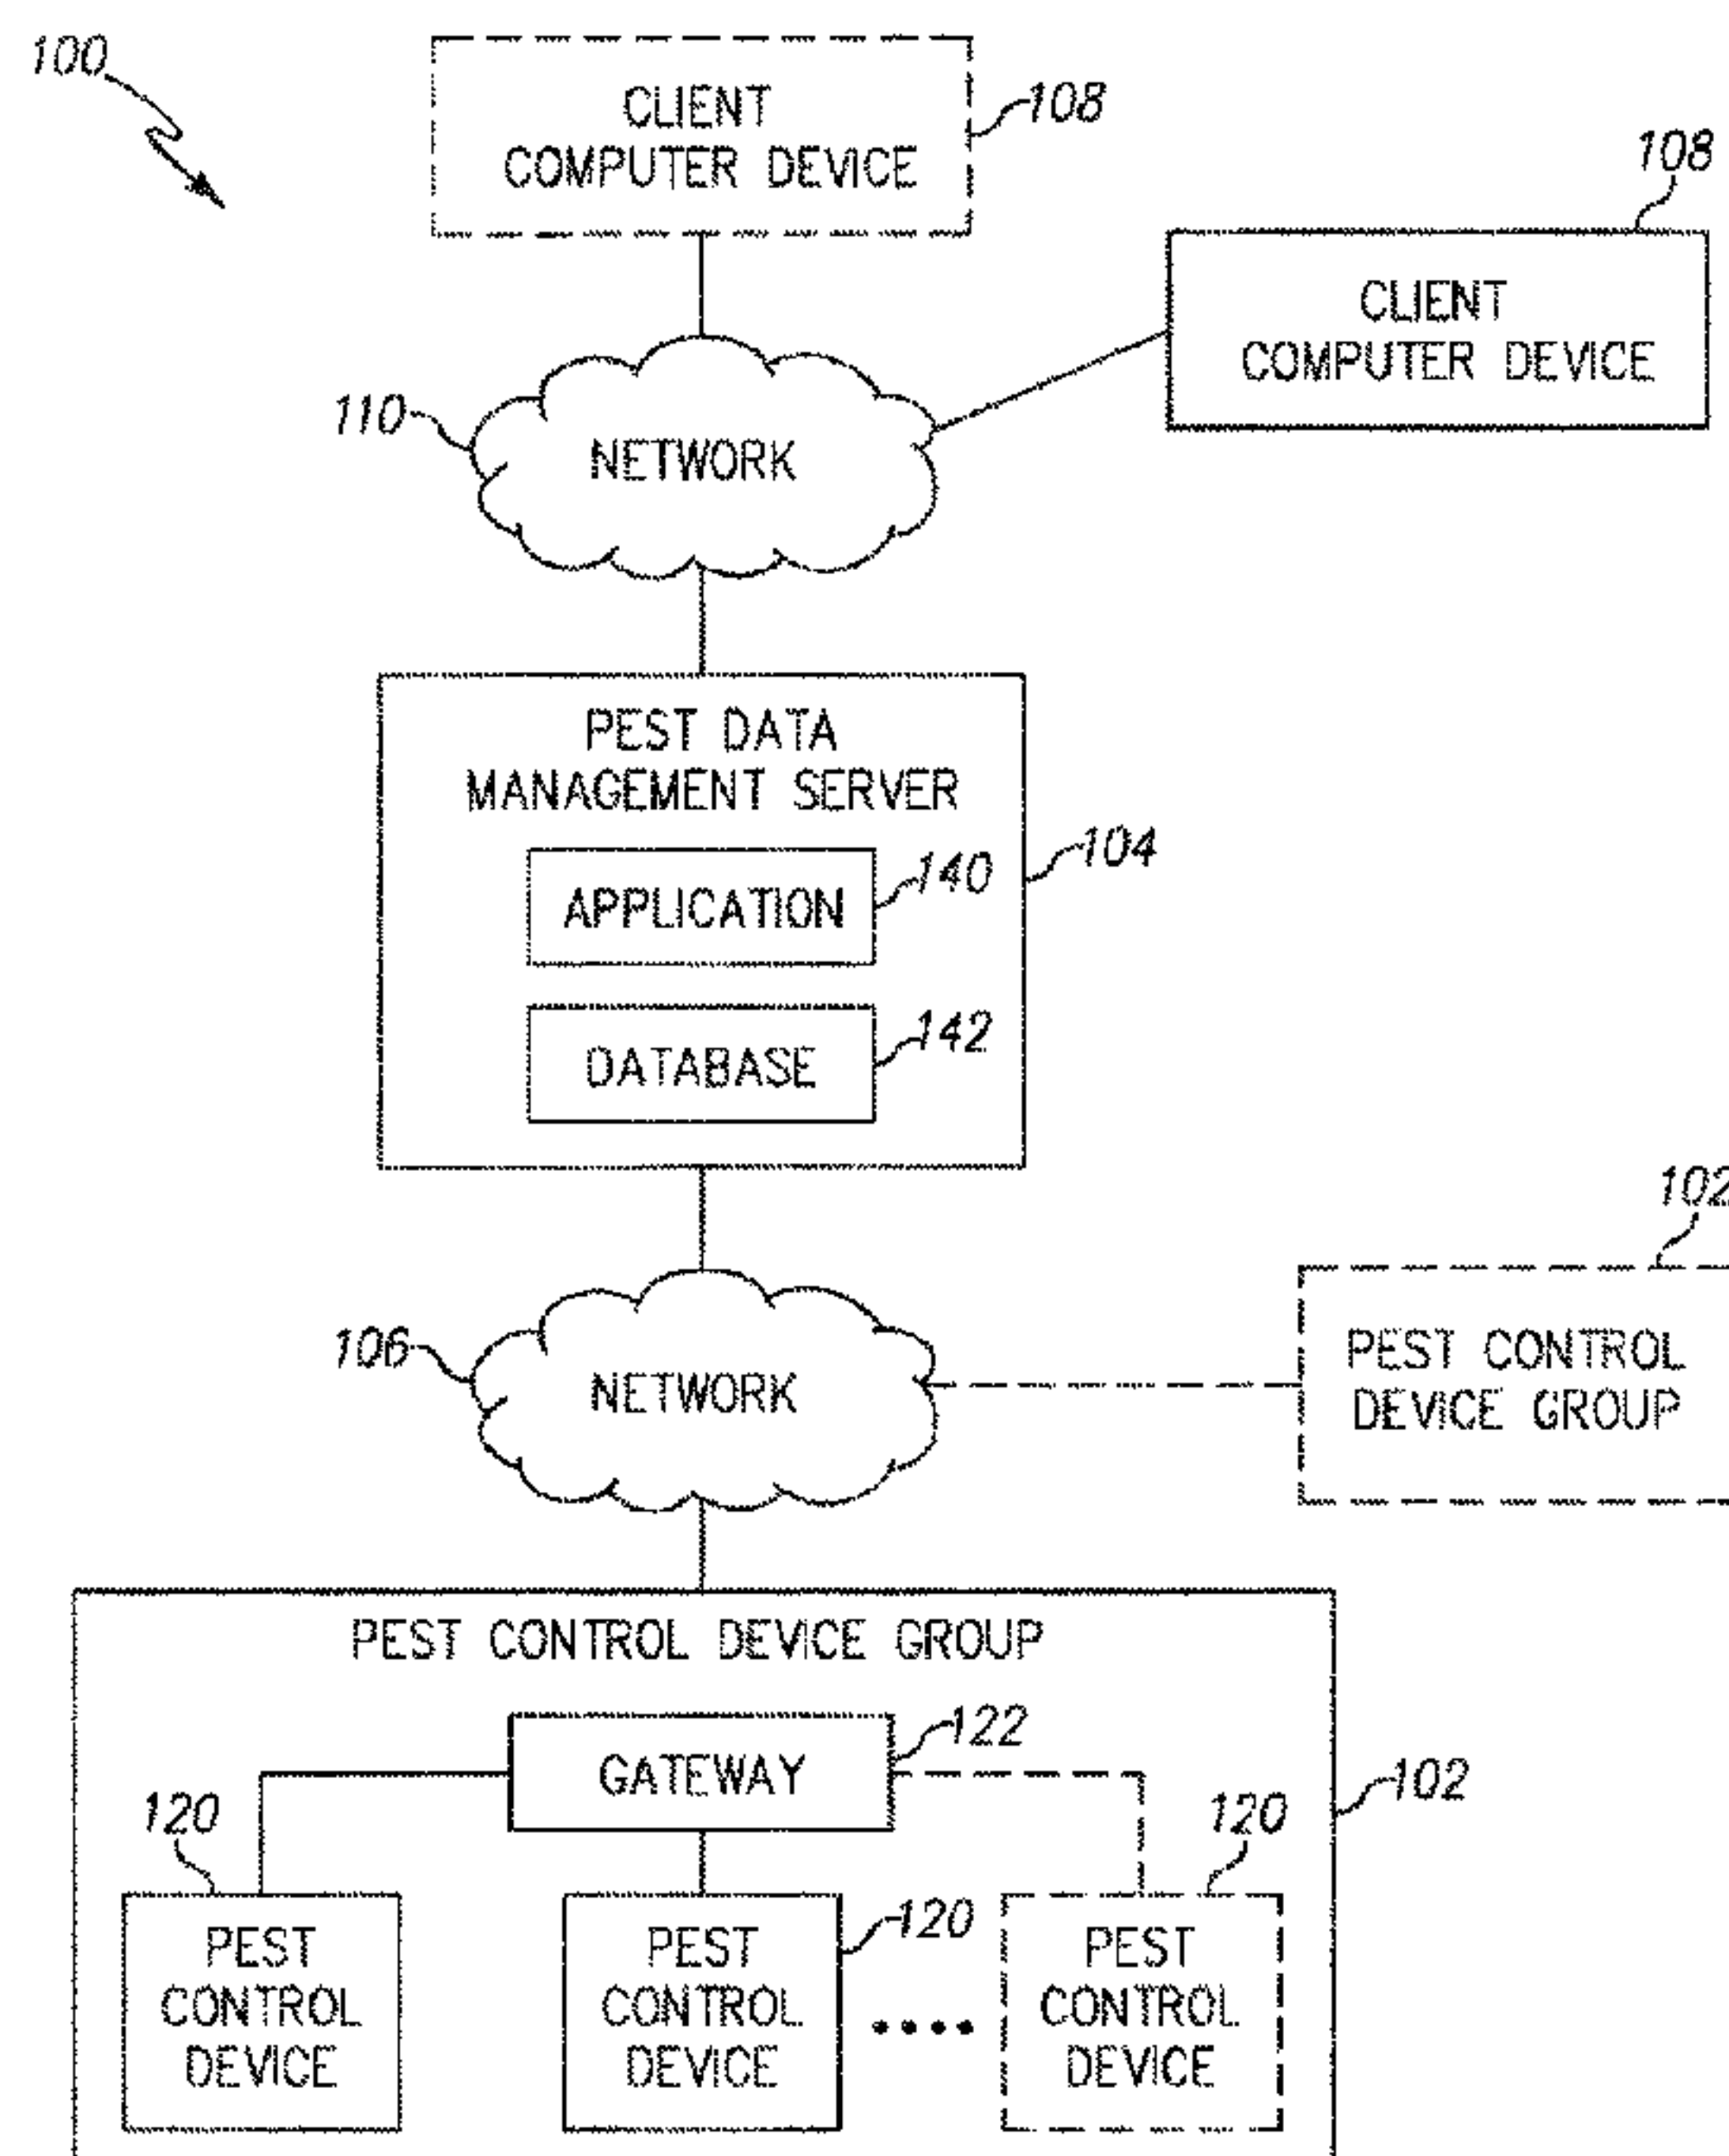 100
CLIENT
COMPUTER DEVICE
108
108
CLIENT
COMPUTER DEVICE
110
NETWORK
PEST DATA
MANAGEMENT SERVER
104
140
APPLICATION
142
DATABASE
102
106
NETWORK
PEST CONTROL
DEVICE GROUP
PEST CONTROL DEVICE GROUP
122
GATEWAY
102
120
120
120
PEST
CONTROL
DEVICE
PEST
CONTROL
DEVICE
PEST
CONTROL
DEVICE